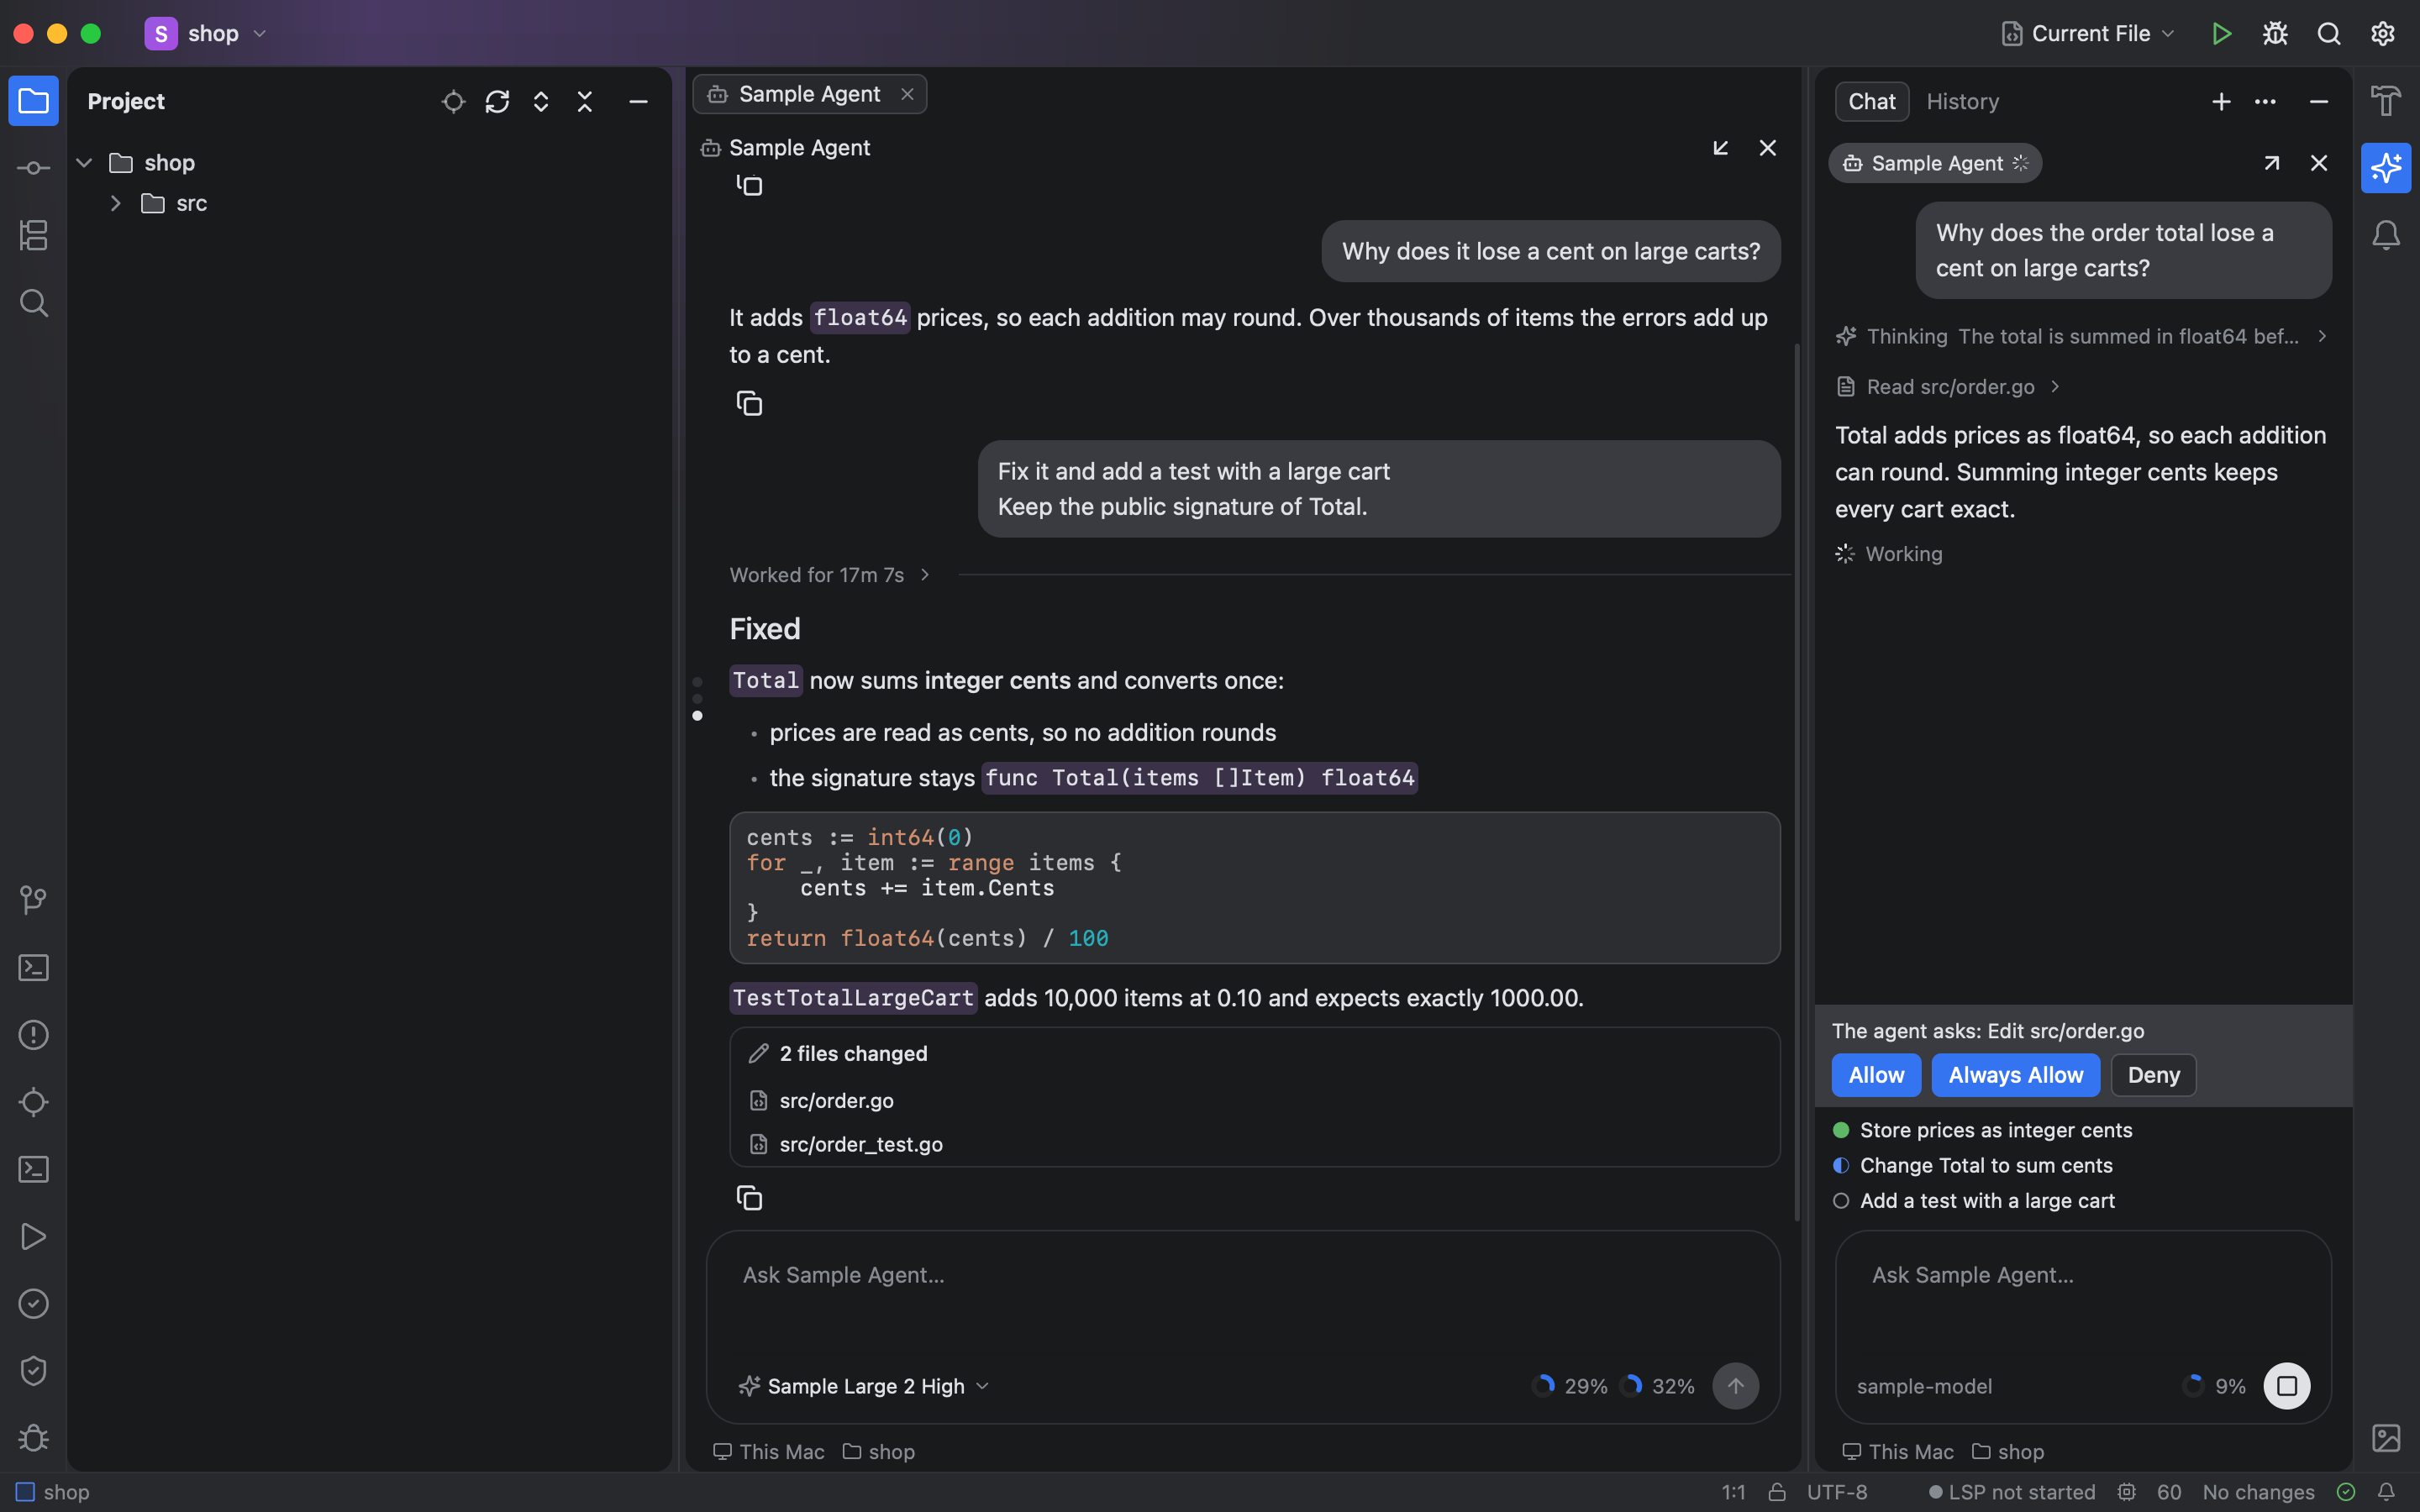 S shop
Current File
Project
shop
src
Sample Agent
Sample Agent
Why does it lose a cent on large carts?
It adds float64 prices, so each addition may round. Over thousands of items the errors add up
to a cent.
Fix it and add a test with a large cart
Keep the public signature of Total.
Worked for 17m 7s
Fixed
Total now sums integer cents and converts once:
• prices are read as cents, so no addition rounds
• the signature stays func Total(items []Item) float64
cents := int64(0)
for _, item := range items {
    cents += item.Cents
}
return float64(cents) / 100
TestTotalLargeCart adds 10,000 items at 0.10 and expects exactly 1000.00.
2 files changed
src/order.go
src/order_test.go
Ask Sample Agent...
Sample Large 2 High
29% 32%
This Mac shop
Chat History
Sample Agent
Why does the order total lose a
cent on large carts?
Thinking The total is summed in float64 bef...
Read src/order.go
Total adds prices as float64, so each addition
can round. Summing integer cents keeps
every cart exact.
Working
The agent asks: Edit src/order.go
Allow Always Allow Deny
Store prices as integer cents
Change Total to sum cents
Add a test with a large cart
Ask Sample Agent...
sample-model 9%
This Mac shop
shop 1:1 UTF-8 LSP not started 60 No changes